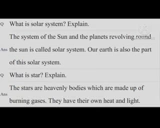 Q What is solar system? Explain.
The system of the Sun and the planets revolving round
Ans the sun is called solar system. Our earth is also the part
of this solar system.
Q What is star? Explain.
The stars are heavenly bodies which are made up of
Ans burning gases. They have their own heat and light.